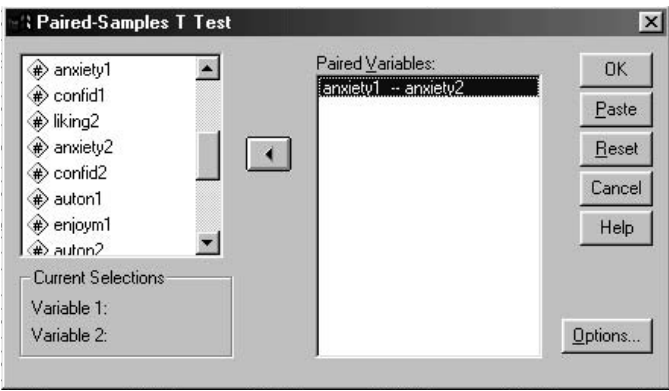 Paired-Samples T Test
anxiety1
confid1
liking2
anxiety2
confid2
auton1
enjoym1
auton2
Current Selections
Variable 1:
Variable 2:
Paired Variables:
anxiety1 -- anxiety2
OK
Paste
Reset
Cancel
Help
Options...